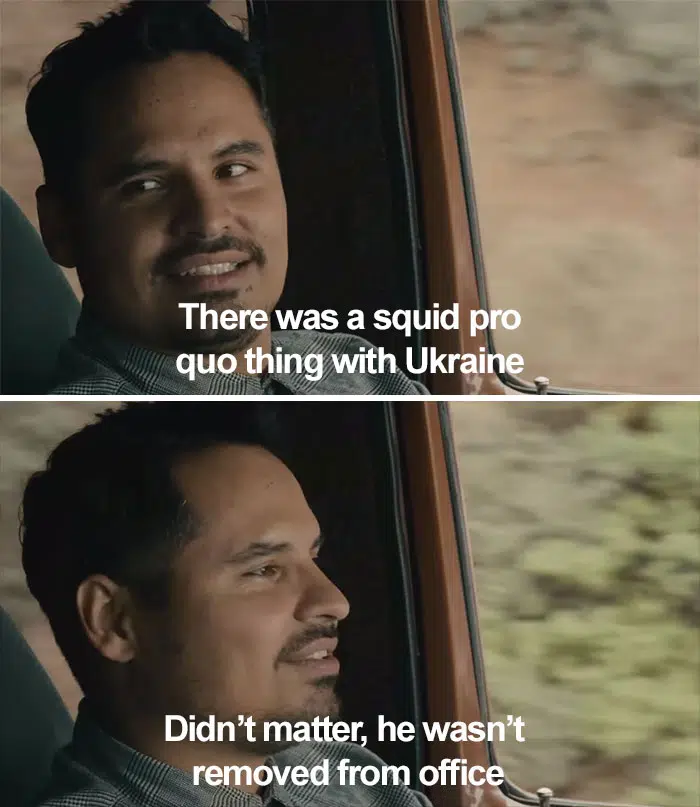 There was a squid pro
quo thing with Ukraine
Didn’t matter, he wasn’t
removed from office